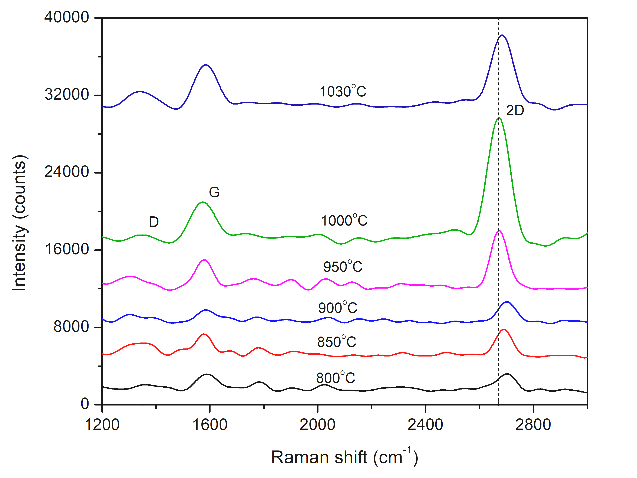 40000
32000
24000
16000
8000
0
Intensity (counts)
1030°C
2D
G
D
1000°C
950°C
900°C
850°C
800°C
1200 1600 2000 2400 2800
Raman shift (cm⁻¹)